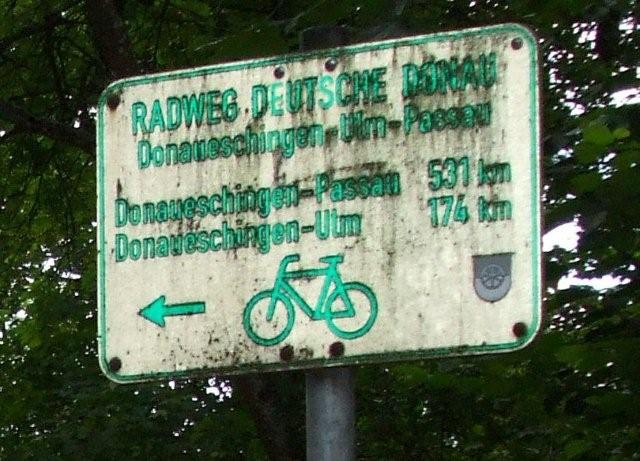 RADWEG DEUTSCHE DONAU
Donaueschingen-Ulm-Passau
Donaueschingen-Passau 531 km
Donaueschingen-Ulm 174 km